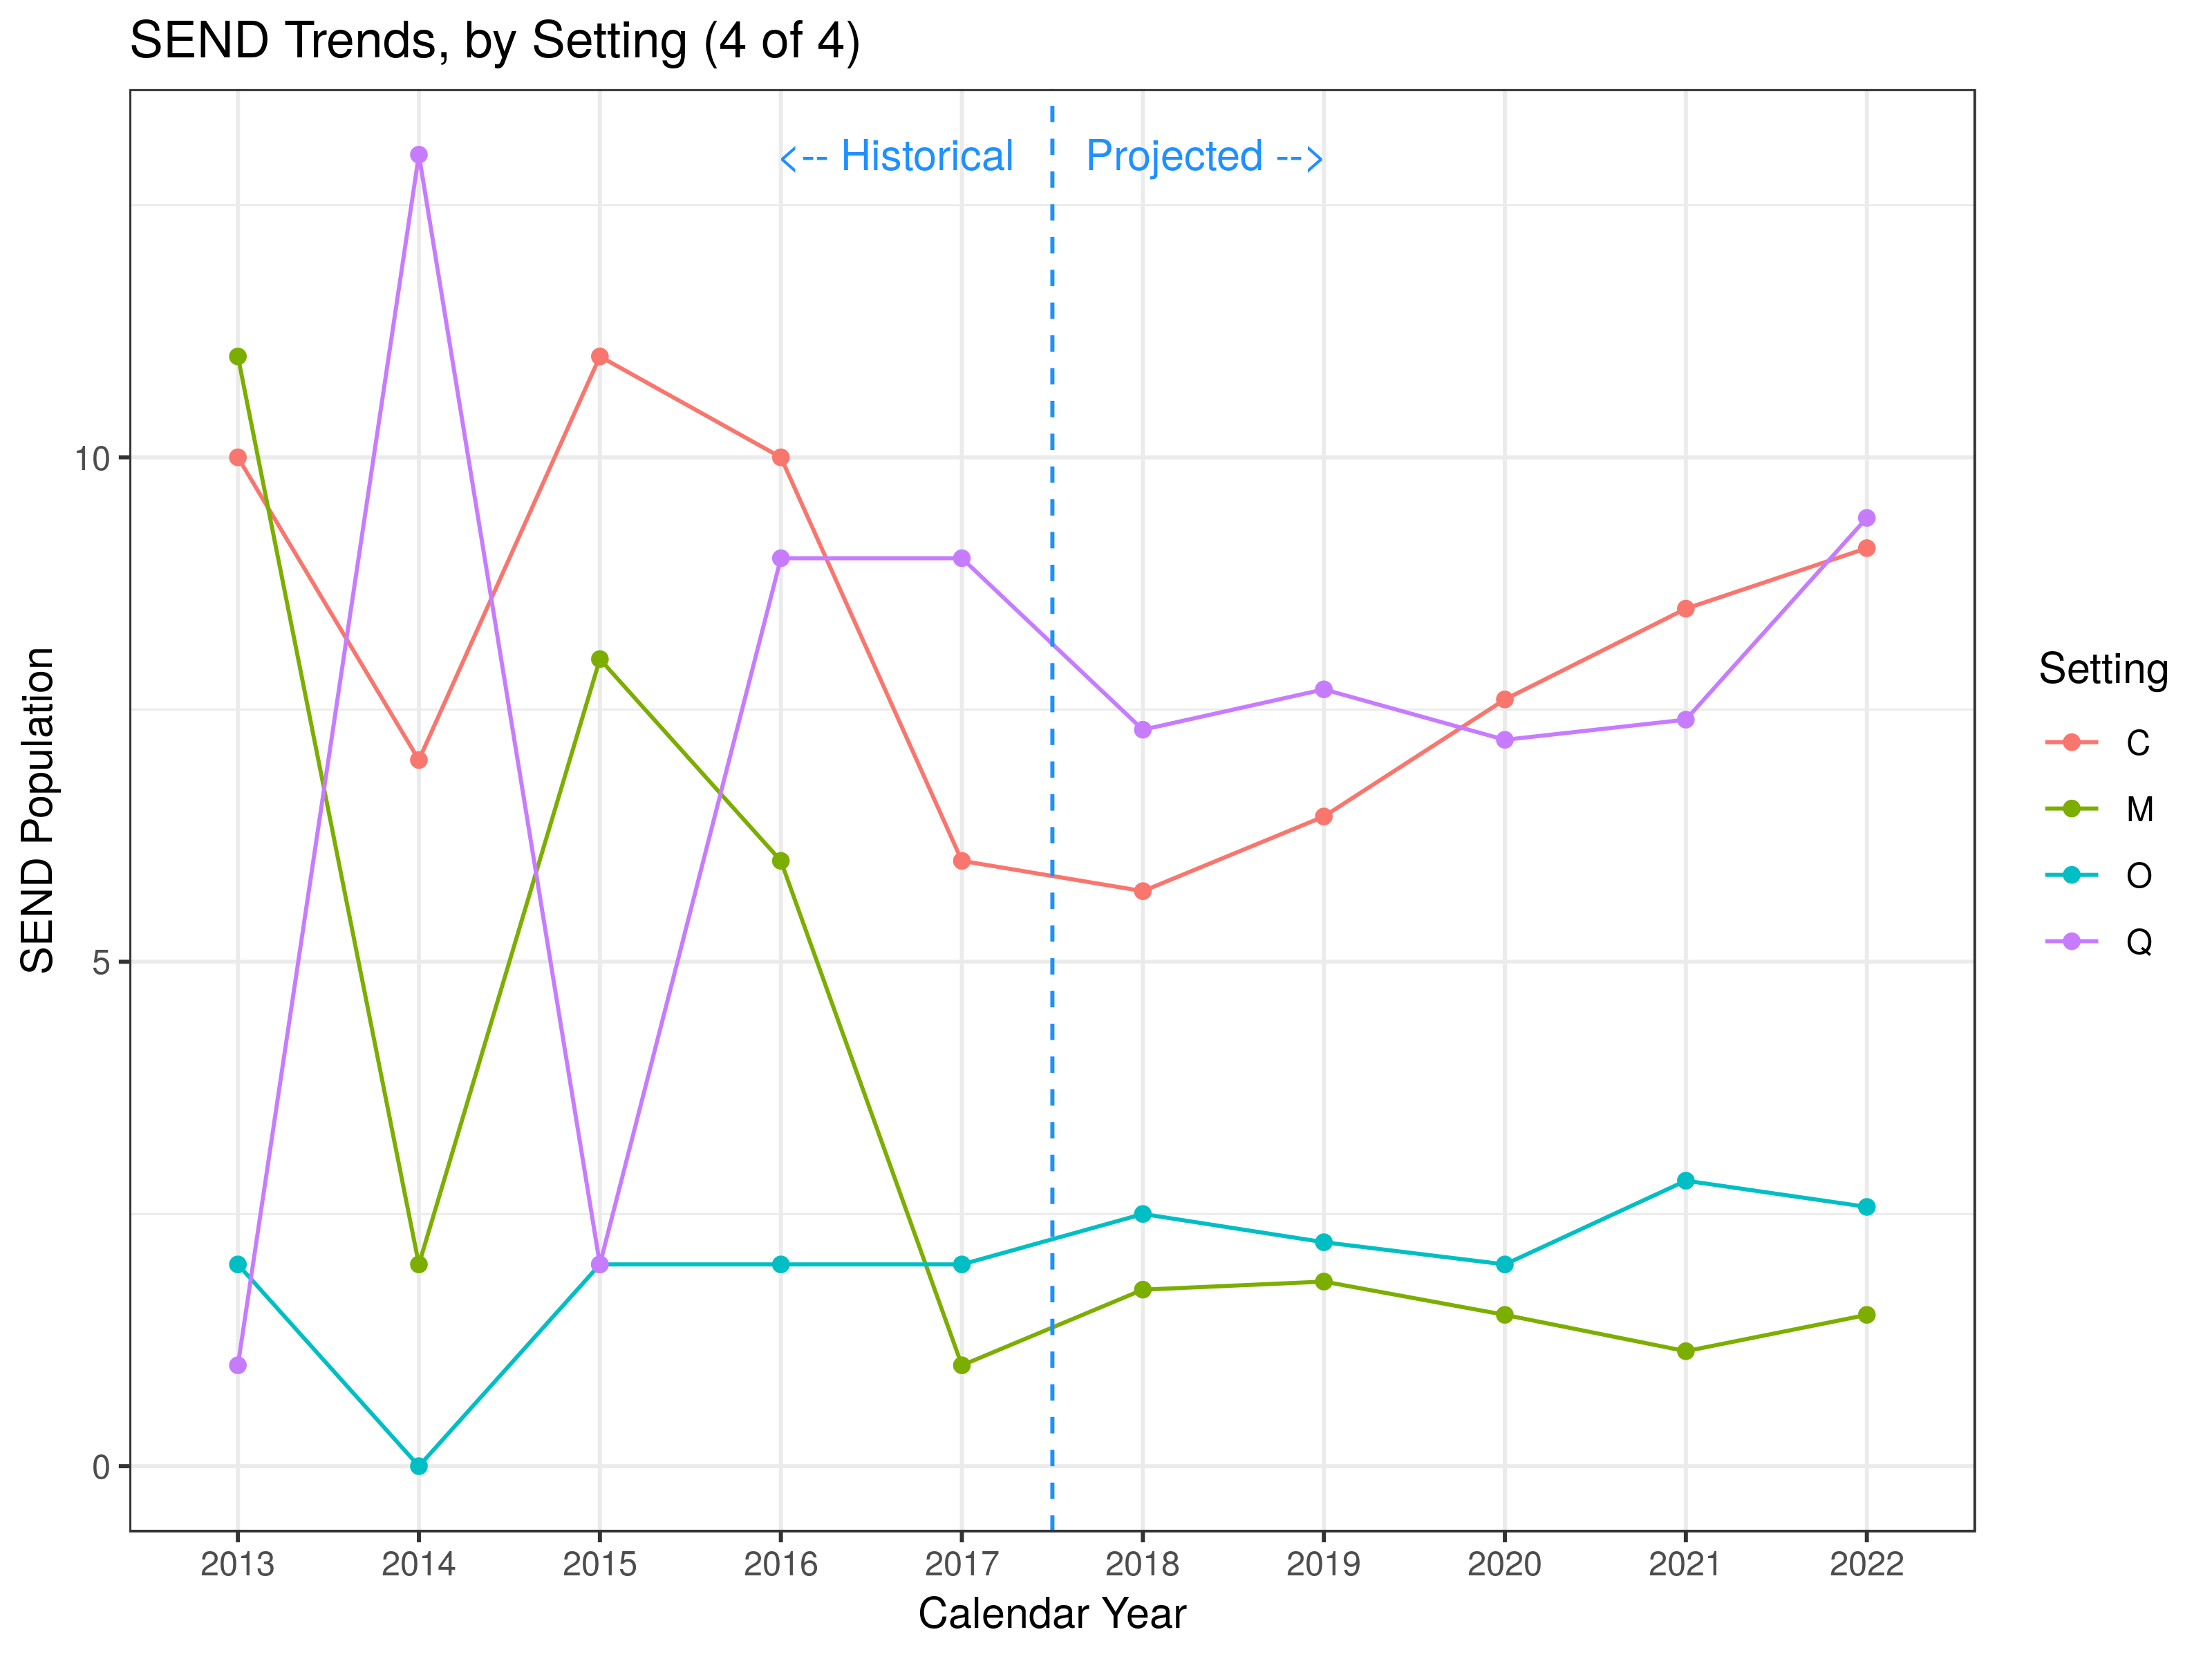 SEND Trends, by Setting (4 of 4)
<-- Historical
Projected -->
10
5
0
SEND Population
2013 2014 2015 2016 2017 2018 2019 2020 2021 2022
Calendar Year
Setting
C
M
O
Q